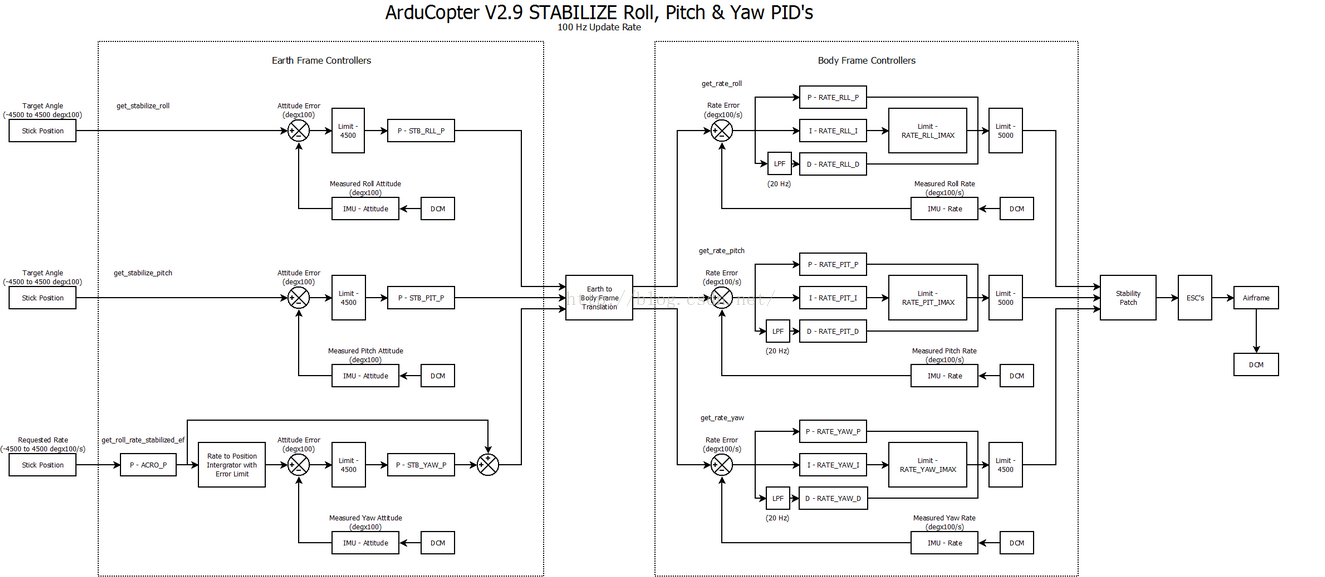 ArduCopter V2.9 STABILIZE Roll, Pitch & Yaw PID's
100 Hz Update Rate
Earth Frame Controllers
Body Frame Controllers
Target Angle
(-4500 to 4500 degx100)
Stick Position
get_stabilize_roll
Attitude Error
(degx100)
Limit -
4500
P - STB_RLL_P
Measured Roll Attitude
(degx100)
IMU - Attitude
DCM
get_rate_roll
Rate Error
(degx100/s)
P - RATE_RLL_P
I - RATE_RLL_I
LPF
(20 Hz)
D - RATE_RLL_D
Limit -
RATE_RLL_IMAX
Limit -
5000
Measured Roll Rate
(degx100/s)
IMU - Rate
DCM
Target Angle
(-4500 to 4500 degx100)
Stick Position
get_stabilize_pitch
Attitude Error
(degx100)
Limit -
4500
P - STB_PIT_P
Measured Pitch Attitude
(degx100)
IMU - Attitude
DCM
Earth to
Body Frame
Translation
get_rate_pitch
Rate Error
(degx100/s)
P - RATE_PIT_P
I - RATE_PIT_I
LPF
(20 Hz)
D - RATE_PIT_D
Limit -
RATE_PIT_IMAX
Limit -
5000
Measured Pitch Rate
(degx100/s)
IMU - Rate
DCM
Stability
Patch
ESC's
Airframe
DCM
Requested Rate
(-4500 to 4500 degx100/s)
Stick Position
get_roll_rate_stabilized_ef
P - ACRO_P
Rate to Position
Intergrator with
Error Limit
Attitude Error
(degx100)
Limit -
4500
P - STB_YAW_P
Measured Yaw Attitude
(degx100)
IMU - Attitude
DCM
get_rate_yaw
Rate Error
(degx100/s)
P - RATE_YAW_P
I - RATE_YAW_I
LPF
(20 Hz)
D - RATE_YAW_D
Limit -
RATE_YAW_IMAX
Limit -
4500
Measured Yaw Rate
(degx100/s)
IMU - Rate
DCM